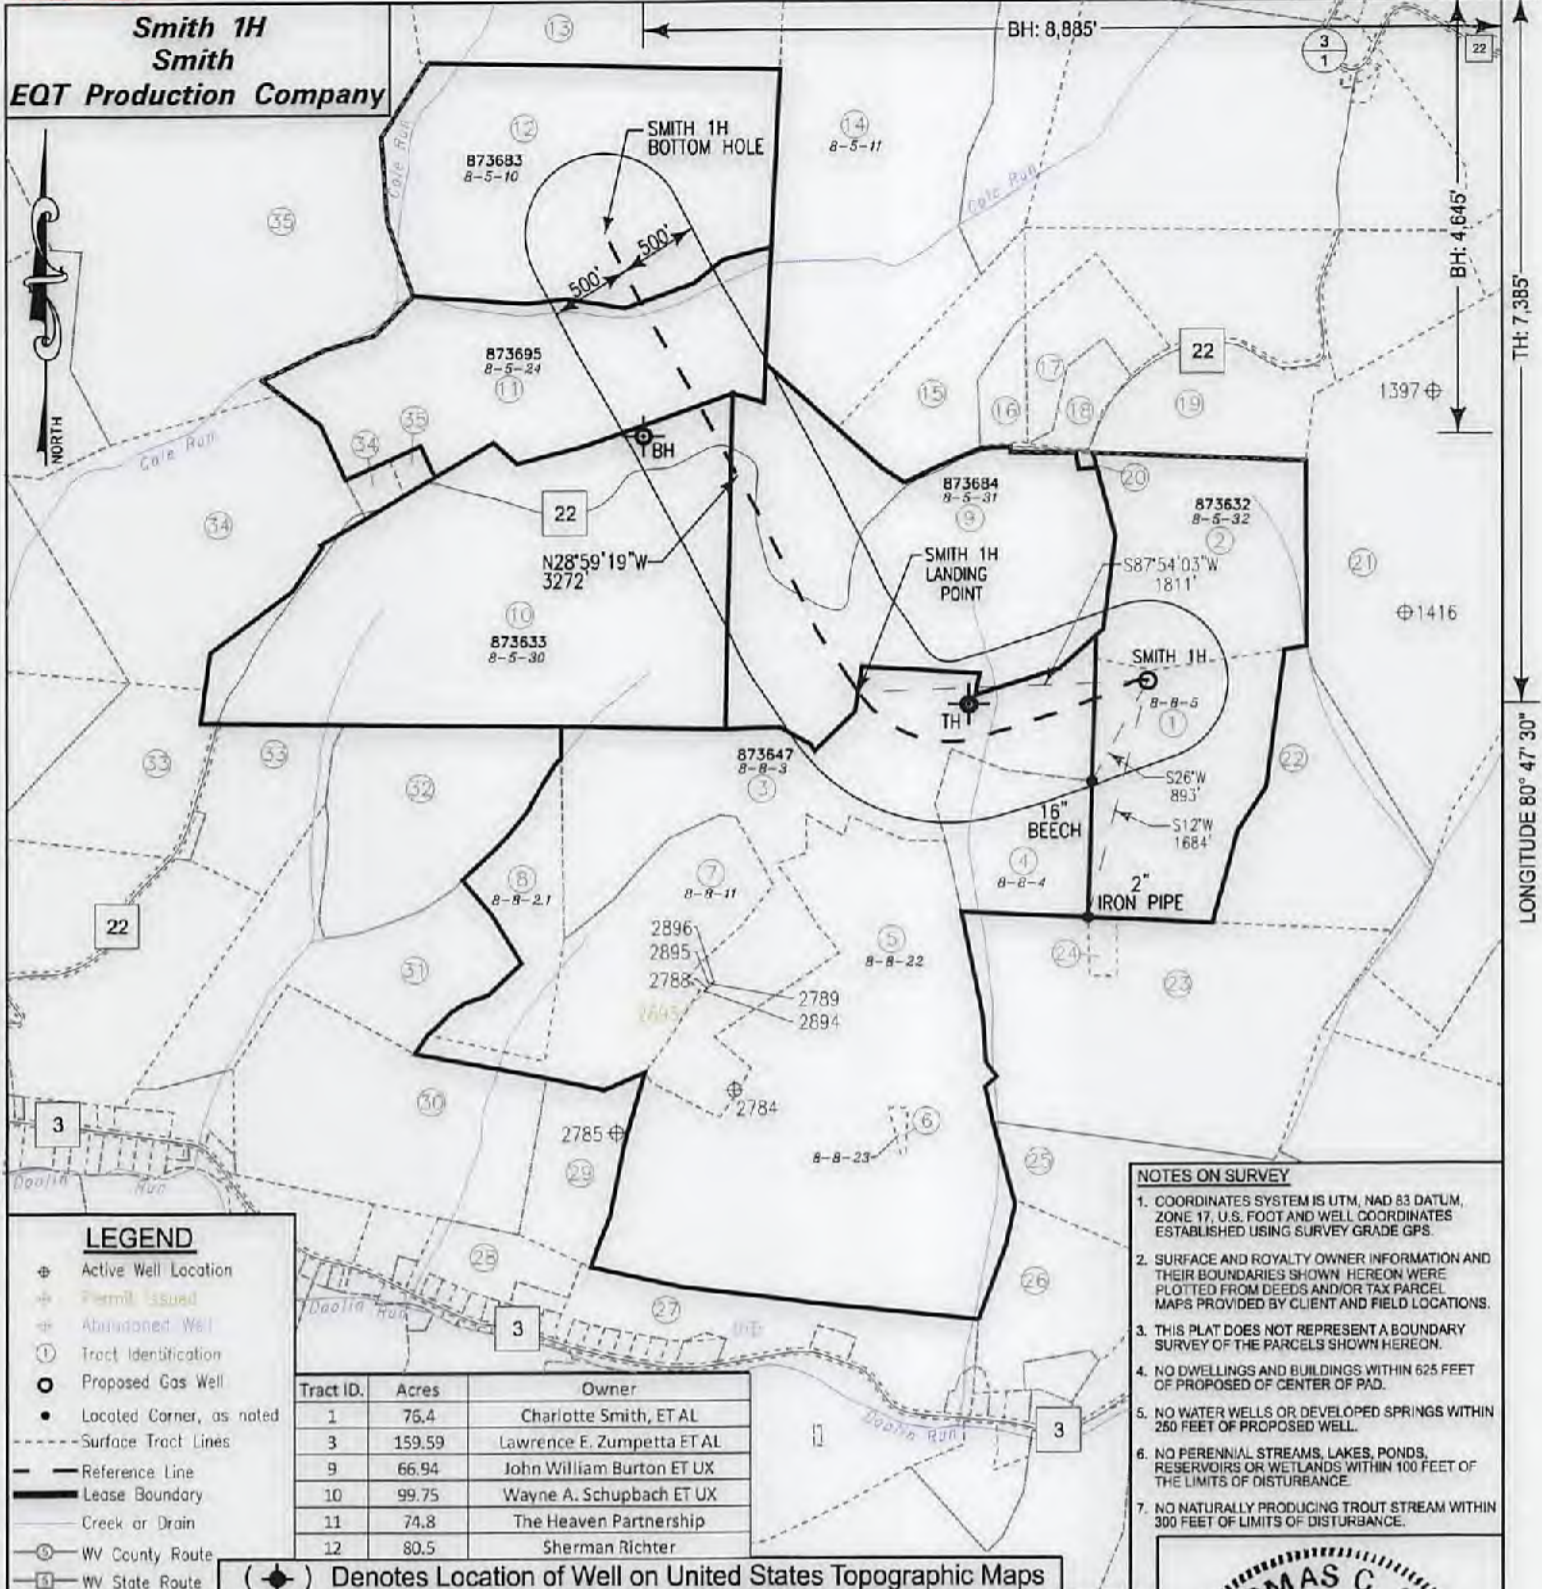 Smith 1H
Smith
EQT Production Company
BH: 8,885'
3
1
22
BH: 4,645'
TH: 7,385'
LONGITUDE 80° 47' 30"
NORTH
13
12
873683
8-5-10
SMITH 1H
BOTTOM HOLE
14
8-5-11
Cale Run
Cale Run
35
500'
500'
873695
8-5-24
11
15
16
17
18
19
22
1397
34
35
BH
Cale Run
34
22
873684
8-5-31
9
20
873632
8-5-32
2
21
1416
N28°59'19"W
3272'
SMITH 1H
LANDING
POINT
S87°54'03"W
1811'
10
873633
8-5-30
SMITH 1H
8-8-5
1
TH
33
33
32
873647
8-8-3
3
22
S26°W
893'
S12°W
1684'
16"
BEECH
4
8-8-4
2"
IRON PIPE
8
8-8-2.1
7
8-8-11
22
31
2896
2895
2788
2789
2894
5
8-8-22
24
23
30
2784
2785
29
6
8-8-23
25
3
Doolin Run
28
27
26
Doolin Run
3
Doolin Run
3
LEGEND
Active Well Location
Permit Issued
Abandoned Well
1 Tract Identification
Proposed Gas Well
Located Corner, as noted
Surface Tract Lines
Reference Line
Lease Boundary
Creek or Drain
5 WV County Route
5 WV State Route
Tract ID. Acres Owner
1 76.4 Charlotte Smith, ET AL
3 159.59 Lawrence E. Zumpetta ET AL
9 66.94 John William Burton ET UX
10 99.75 Wayne A. Schupbach ET UX
11 74.8 The Heaven Partnership
12 80.5 Sherman Richter
( ) Denotes Location of Well on United States Topographic Maps
NOTES ON SURVEY
1. COORDINATES SYSTEM IS UTM, NAD 83 DATUM,
ZONE 17, U.S. FOOT AND WELL COORDINATES
ESTABLISHED USING SURVEY GRADE GPS.
2. SURFACE AND ROYALTY OWNER INFORMATION AND
THEIR BOUNDARIES SHOWN HEREON WERE
PLOTTED FROM DEEDS AND/OR TAX PARCEL
MAPS PROVIDED BY CLIENT AND FIELD LOCATIONS.
3. THIS PLAT DOES NOT REPRESENT A BOUNDARY
SURVEY OF THE PARCELS SHOWN HEREON.
4. NO DWELLINGS AND BUILDINGS WITHIN 625 FEET
OF PROPOSED OF CENTER OF PAD.
5. NO WATER WELLS OR DEVELOPED SPRINGS WITHIN
250 FEET OF PROPOSED WELL.
6. NO PERENNIAL STREAMS, LAKES, PONDS,
RESERVOIRS OR WETLANDS WITHIN 100 FEET OF
THE LIMITS OF DISTURBANCE.
7. NO NATURALLY PRODUCING TROUT STREAM WITHIN
300 FEET OF LIMITS OF DISTURBANCE.